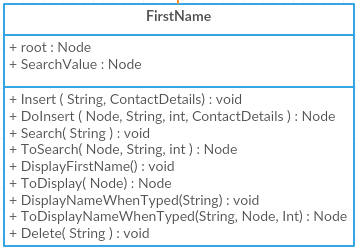 FirstName
+ root : Node
+ SearchValue : Node
+ Insert ( String, ContactDetails) : void
+ DoInsert ( Node, String, int, ContactDetails ) : Node
+ Search( String ) : void
+ ToSearch( Node, String, int ) : Node
+ DisplayFirstName() : void
+ ToDisplay( Node) : Node
+ DisplayNameWhenTyped(String) : void
+ ToDisplayNameWhenTyped(String, Node, Int) : Node
+ Delete( String ) : void